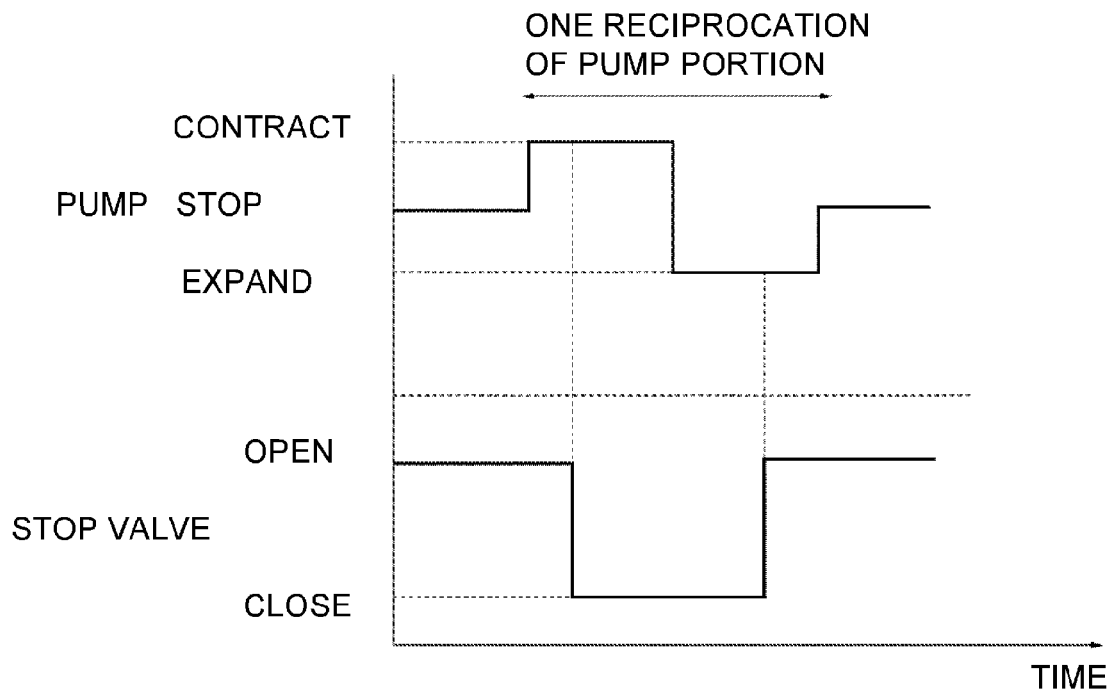 ONE RECIPROCATION
OF PUMP PORTION
CONTRACT
PUMP STOP
EXPAND
OPEN
STOP VALVE
CLOSE
TIME